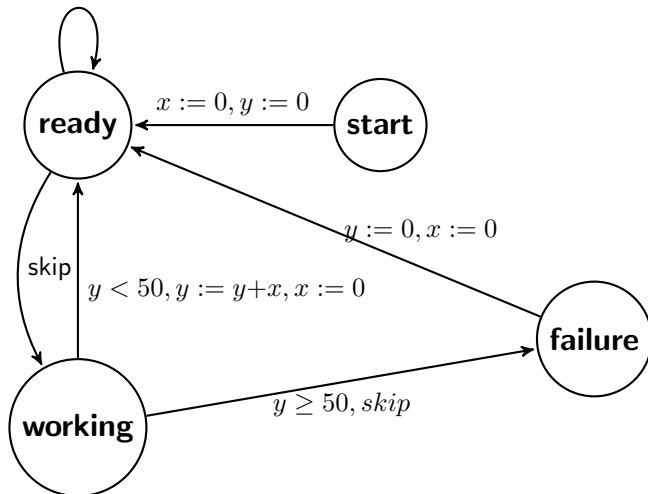 x := 0, y := 0
ready
start
y := 0, x := 0
skip
y < 50, y := y+x, x := 0
failure
y ≥ 50, skip
working